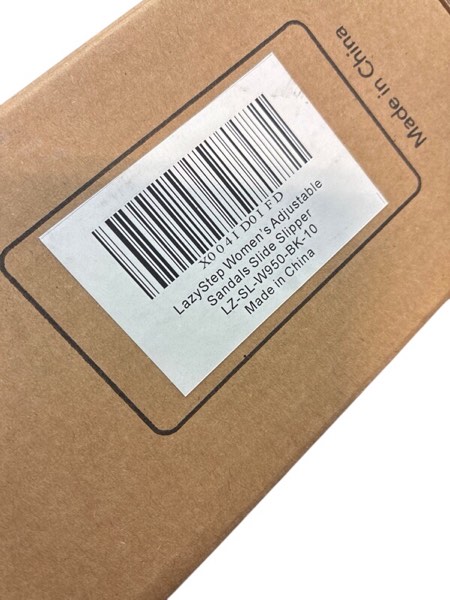 Made in China
X0041D01FD
LazyStep Women's Adjustable
Sandals Slide Slipper
LZ-SL-W950-BK-10
Made in China